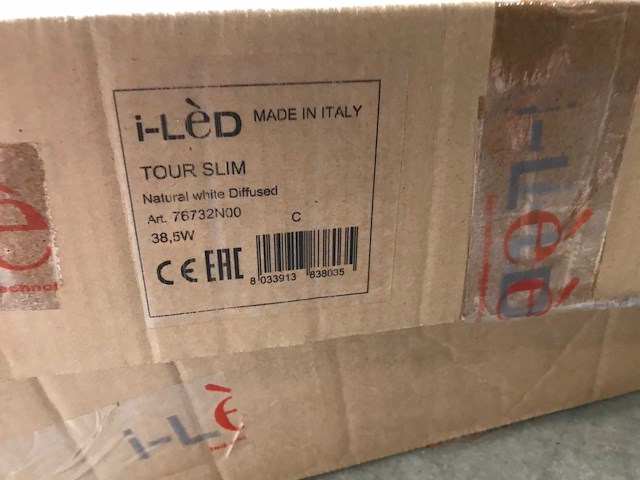 i-LèD MADE IN ITALY
TOUR SLIM
Natural white Diffused
Art. 76732N00 C
38,5W
CE EAC
8 033913 838035
i-LèD
è
i-Lè